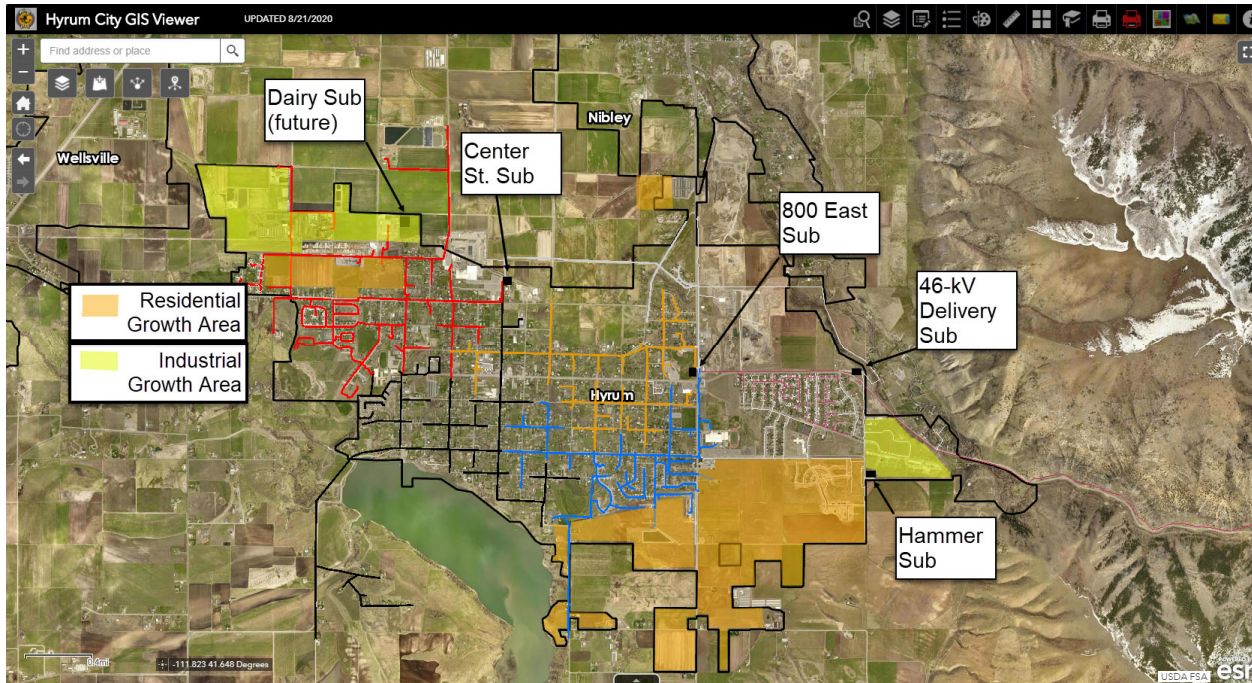 Hyrum City GIS Viewer
UPDATED 8/21/2020
Find address or place
Dairy Sub
(future)
Nibley
Wellsville
Center
St. Sub
800 East
Sub
46-kV
Delivery
Sub
Residential
Growth Area
Industrial
Growth Area
Hyrum
Hammer
Sub
0.4mi
-111.823 41.648 Degrees
USDA FSA
esri